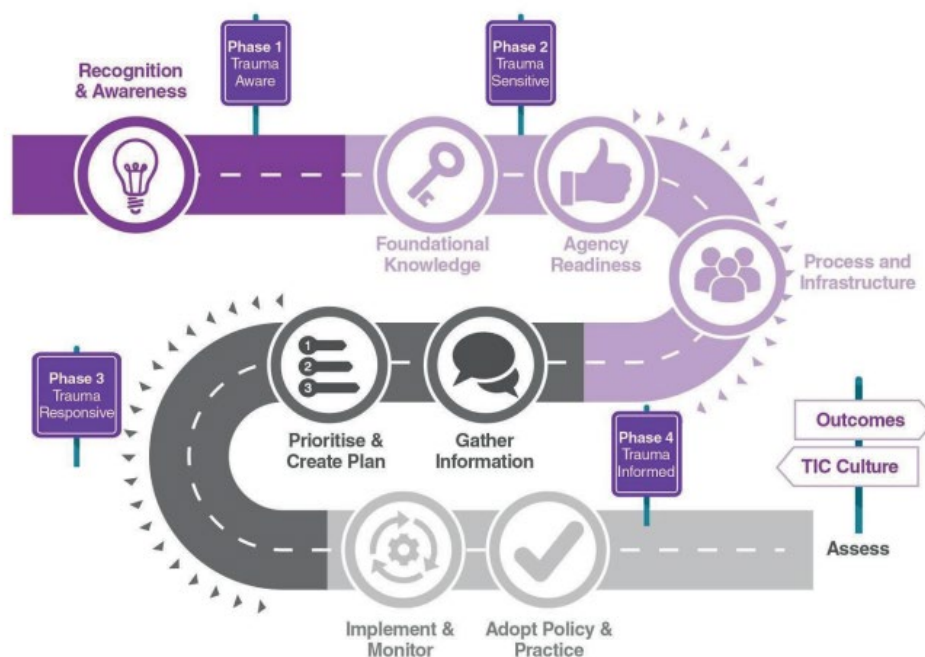 Phase 1
Trauma
Aware
Phase 2
Trauma
Sensitive
Recognition
& Awareness
Foundational
Knowledge
Agency
Readiness
Process and
Infrastructure
Phase 3
Trauma
Responsive
1
2
3
Prioritise &
Create Plan
Gather
Information
Phase 4
Trauma
Informed
Outcomes
TIC Culture
Assess
Implement &
Monitor
Adopt Policy &
Practice